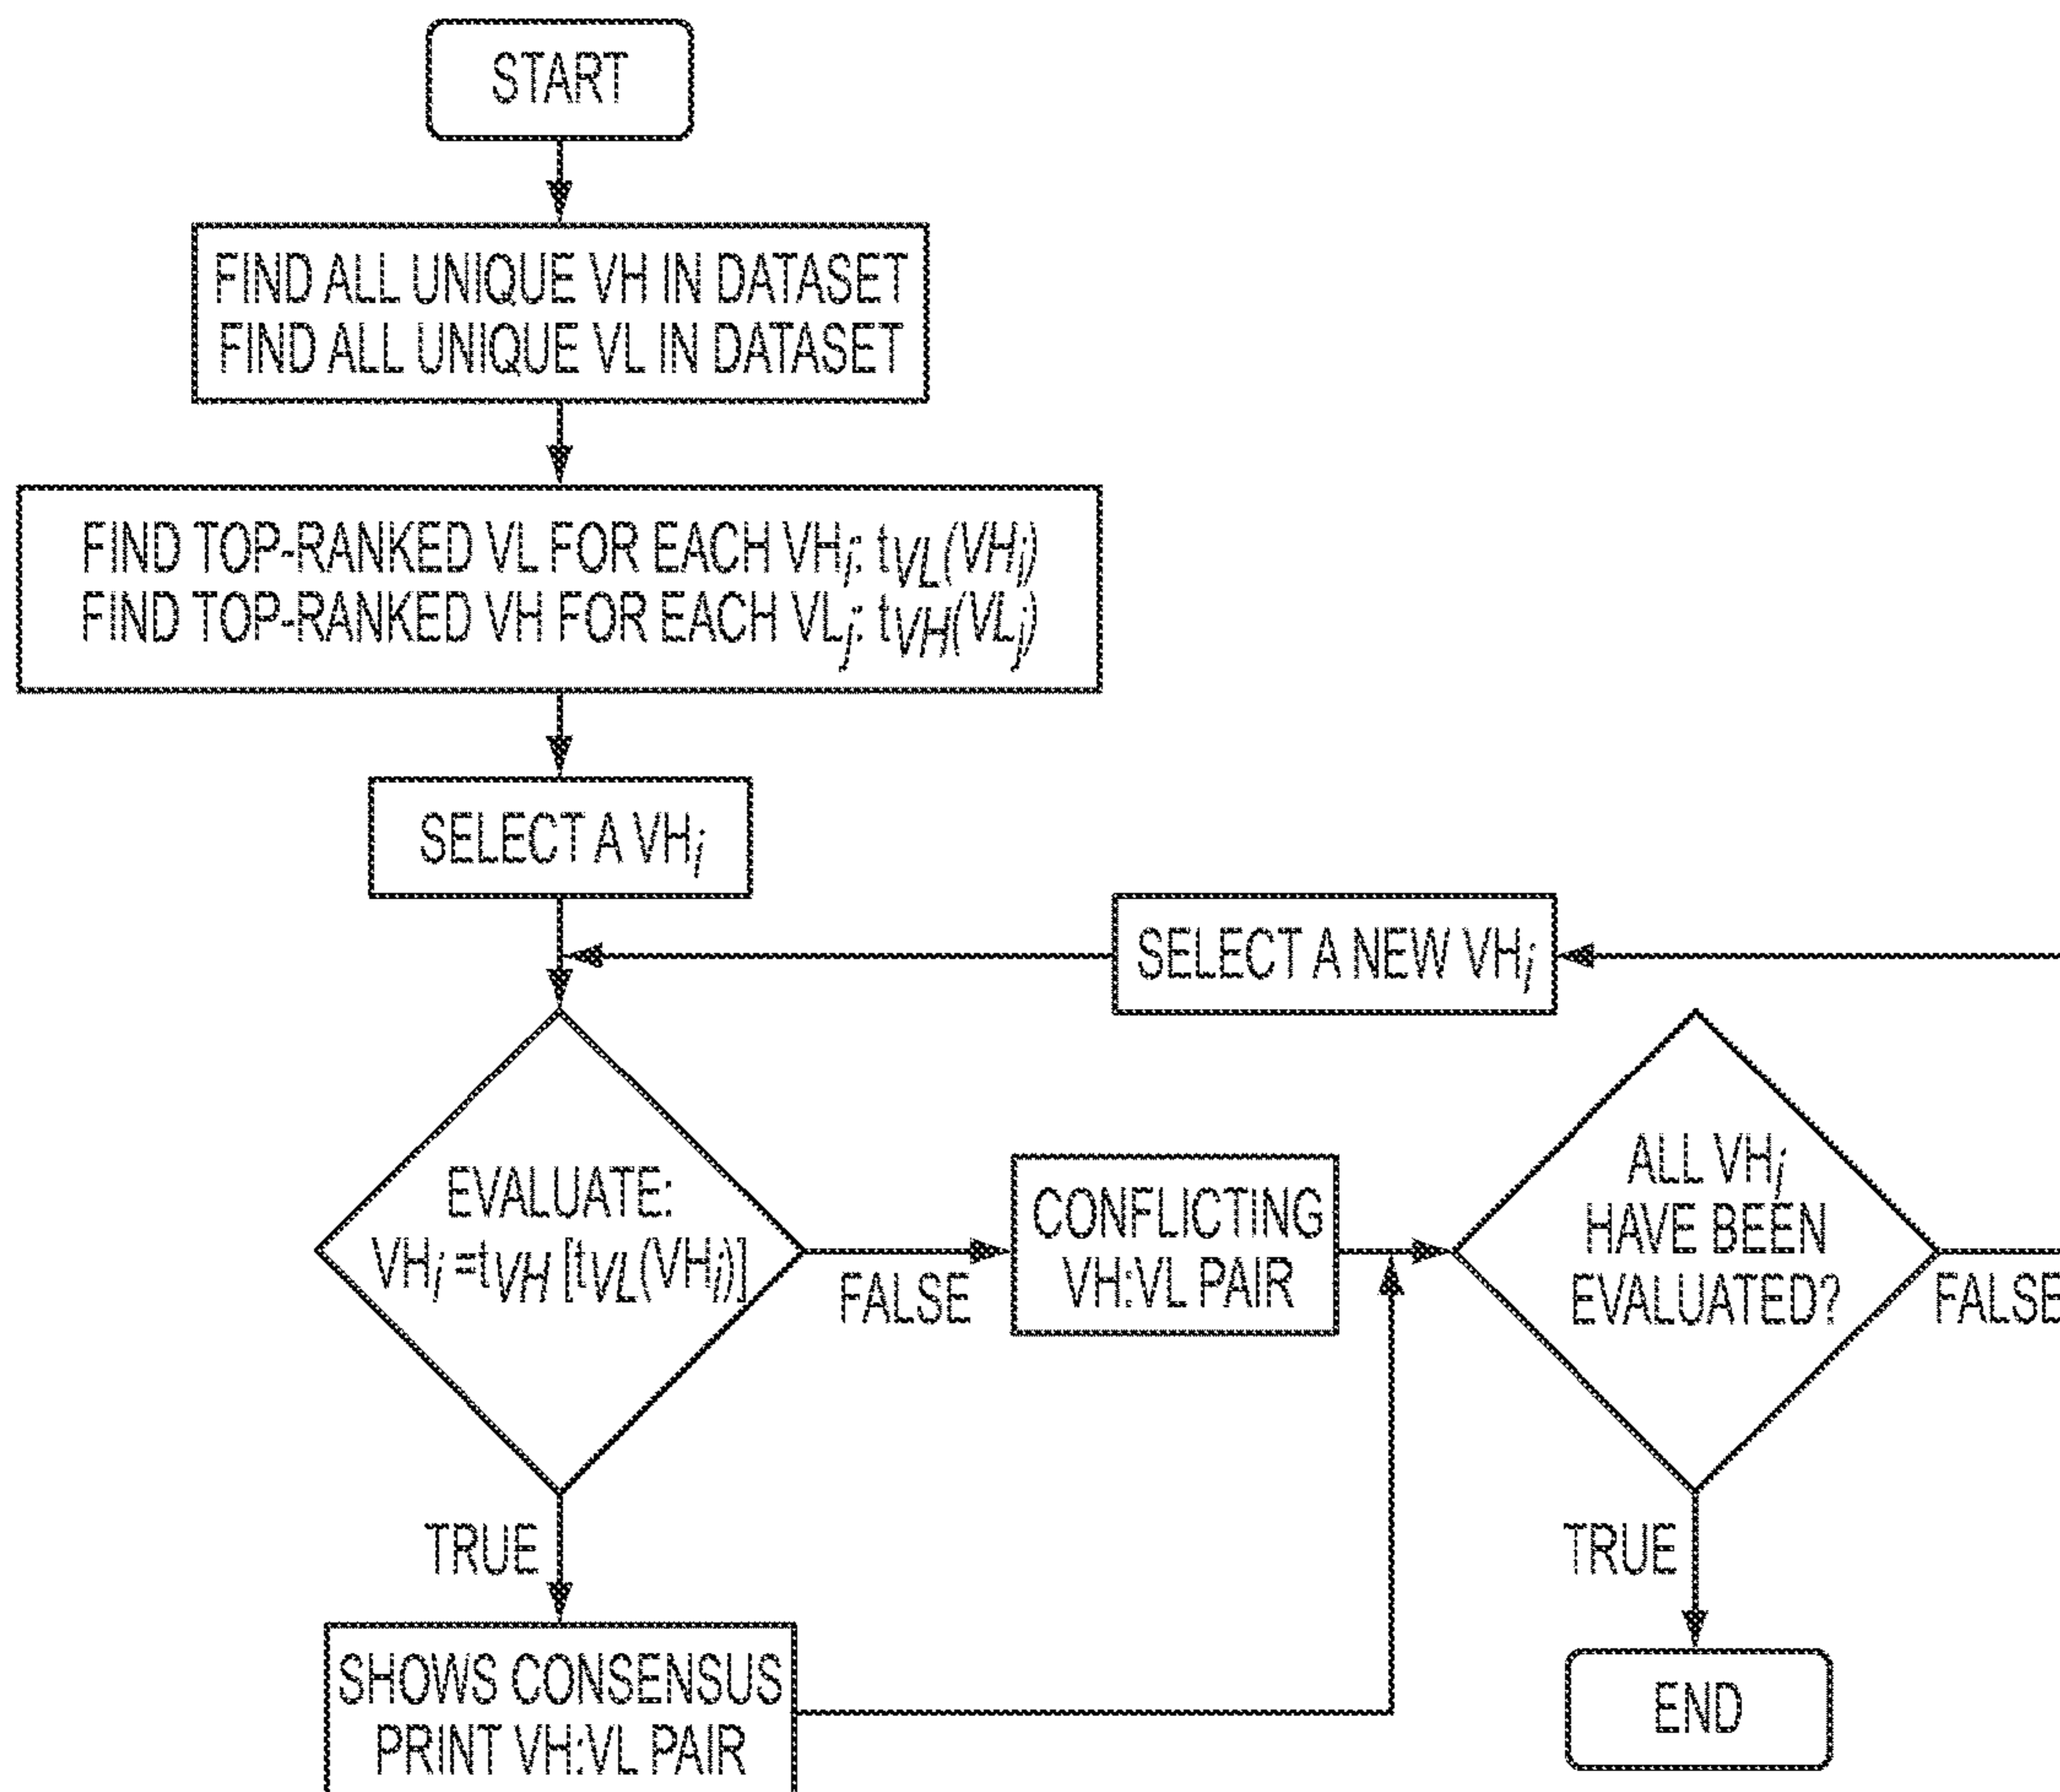 START
FIND ALL UNIQUE VH IN DATASET
FIND ALL UNIQUE VL IN DATASET
FIND TOP-RANKED VL FOR EACH VHi: tVL(VHi)
FIND TOP-RANKED VH FOR EACH VLj: tVH(VLj)
SELECT A VHi
SELECT A NEW VHi
EVALUATE:
VHi =tVH [tVL(VHi)]
FALSE
CONFLICTING
VH:VL PAIR
ALL VHi
HAVE BEEN
EVALUATED?
FALSE
TRUE
SHOWS CONSENSUS
PRINT VH:VL PAIR
TRUE
END